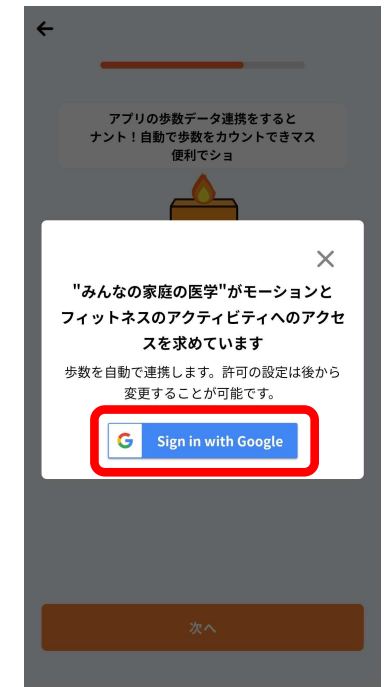 アプリの歩数データ連携をすると
ナント！自動で歩数をカウントできマス
便利でショ
"みんなの家庭の医学"がモーションと
フィットネスのアクティビティへのアクセ
スを求めています
歩数を自動で連携します。許可の設定は後から
変更することが可能です。
Sign in with Google
次へ